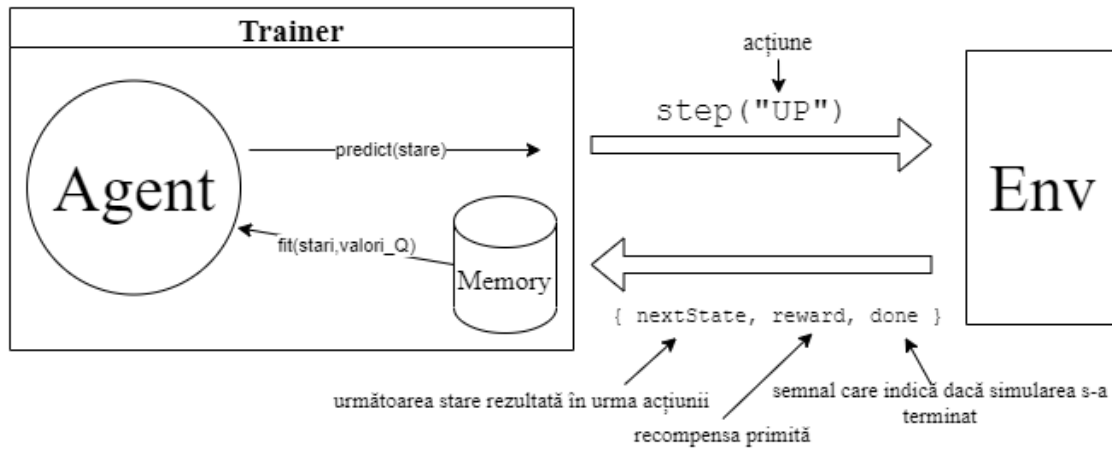 Trainer
acțiune
step("UP")
predict(stare)
Agent
Env
fit(stari,valori_Q)
Memory
{ nextState, reward, done }
următoarea stare rezultată în urma acțiunii
semnal care indică dacă simularea s-a
terminat
recompensa primită